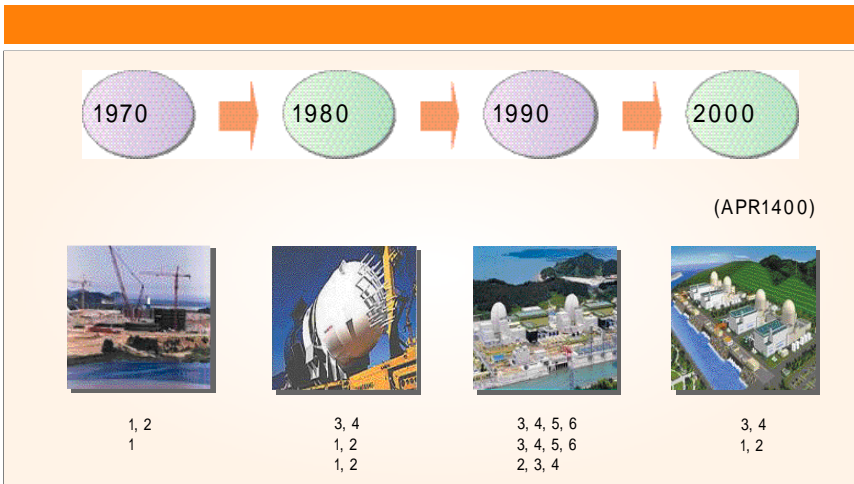 1970 1980 1990 2000
(APR1400)
1, 2
1
3, 4
1, 2
1, 2
3, 4, 5, 6
3, 4, 5, 6
2, 3, 4
3, 4
1, 2